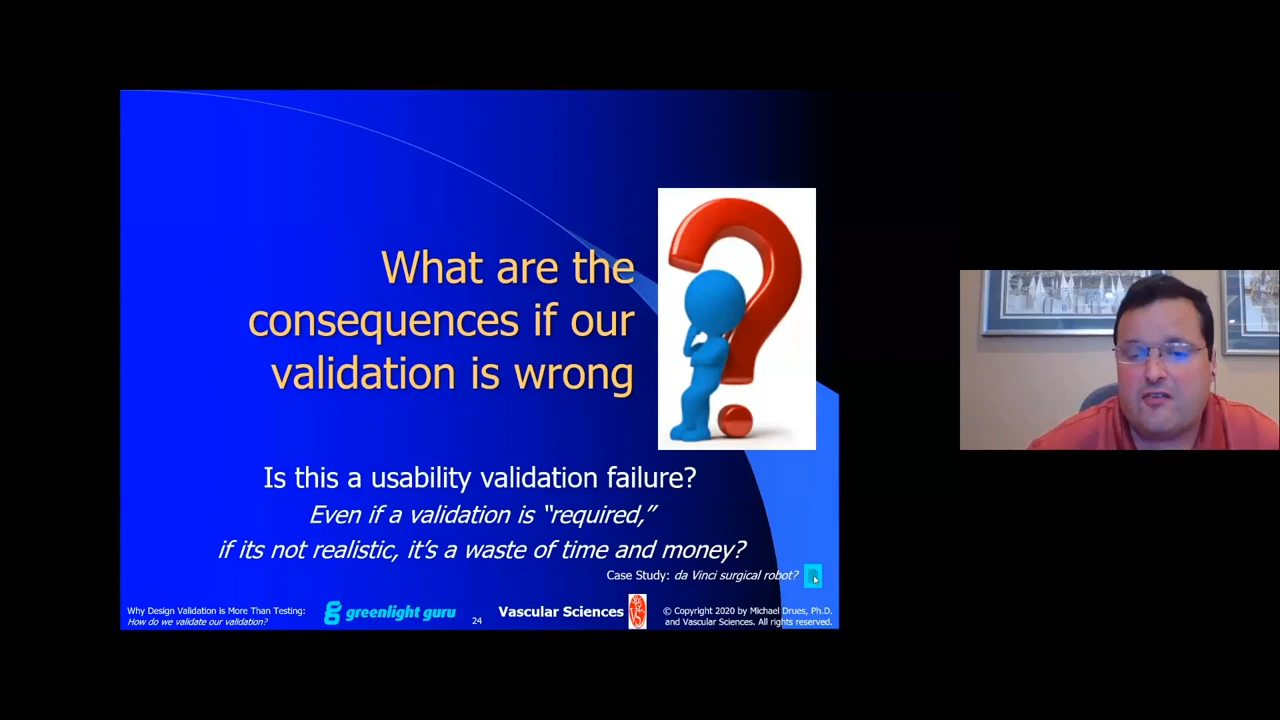 What are the
consequences if our
validation is wrong
Is this a usability validation failure?
Even if a validation is “required,”
if its not realistic, it’s a waste of time and money?
Case Study: da Vinci surgical robot?
Why Design Validation is More Than Testing:
How do we validate our validation?
greenlight guru
24
Vascular Sciences
© Copyright 2020 by Michael Drues, Ph.D.
and Vascular Sciences. All rights reserved.